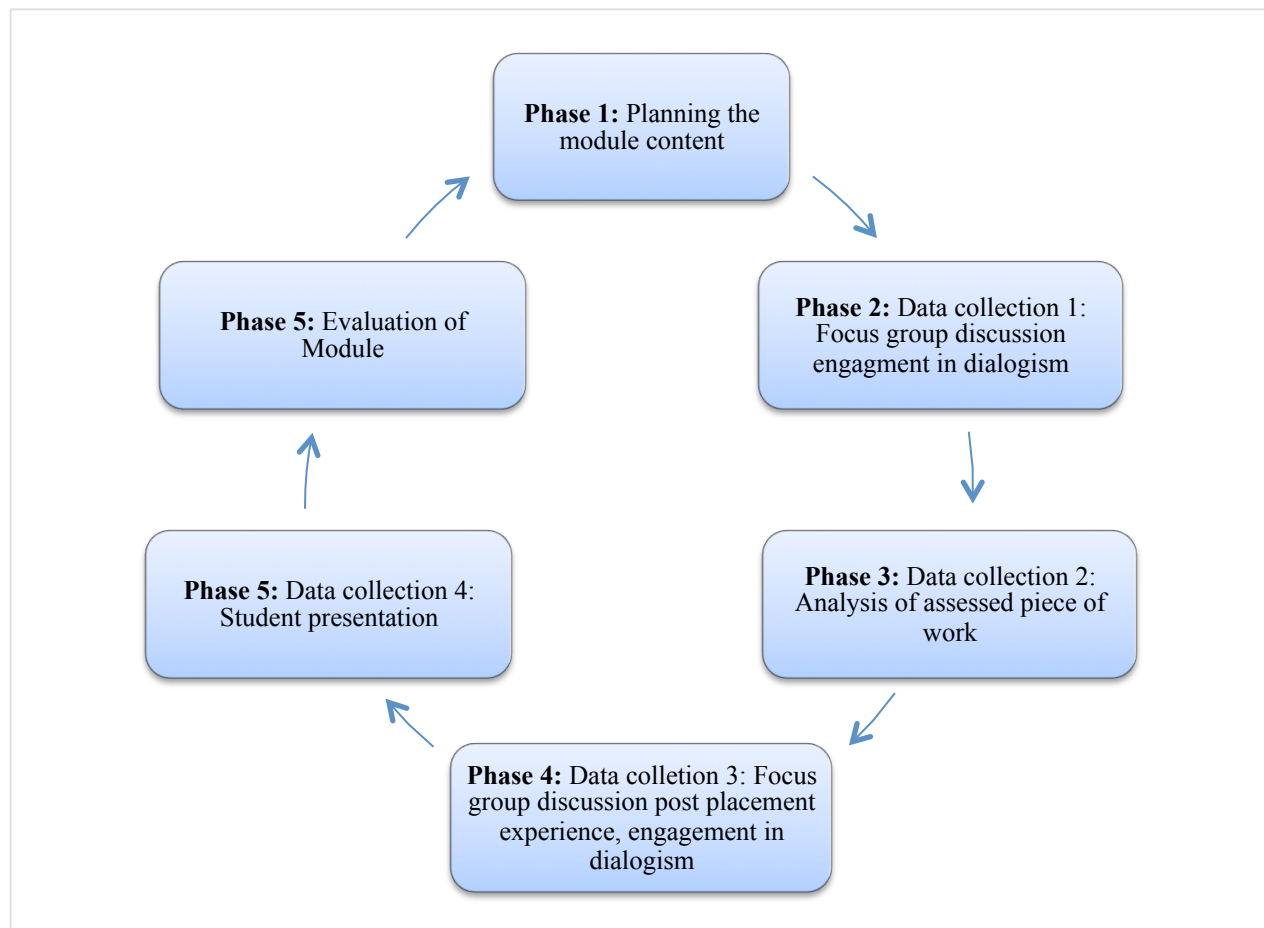 Phase 1: Planning the
module content
Phase 2: Data collection 1:
Focus group discussion
engagment in dialogism
Phase 3: Data collection 2:
Analysis of assessed piece of
work
Phase 4: Data colletion 3: Focus
group discussion post placement
experience, engagement in
dialogism
Phase 5: Data collection 4:
Student presentation
Phase 5: Evaluation of
Module